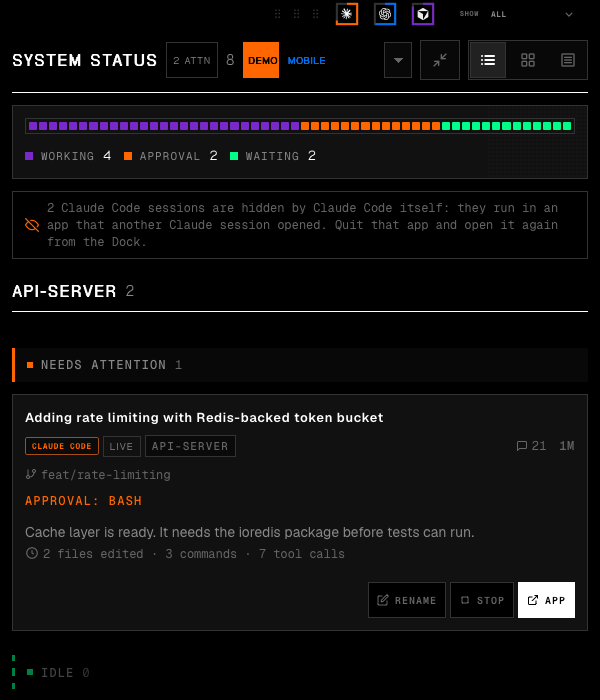 SHOW ALL
SYSTEM STATUS 2 ATTN 8 DEMO MOBILE
WORKING 4 APPROVAL 2 WAITING 2
2 Claude Code sessions are hidden by Claude Code itself: they run in an
app that another Claude session opened. Quit that app and open it again
from the Dock.
API-SERVER 2
NEEDS ATTENTION 1
Adding rate limiting with Redis-backed token bucket
CLAUDE CODE LIVE API-SERVER 21 1M
feat/rate-limiting
APPROVAL: BASH
Cache layer is ready. It needs the ioredis package before tests can run.
2 files edited · 3 commands · 7 tool calls
RENAME STOP APP
IDLE 0